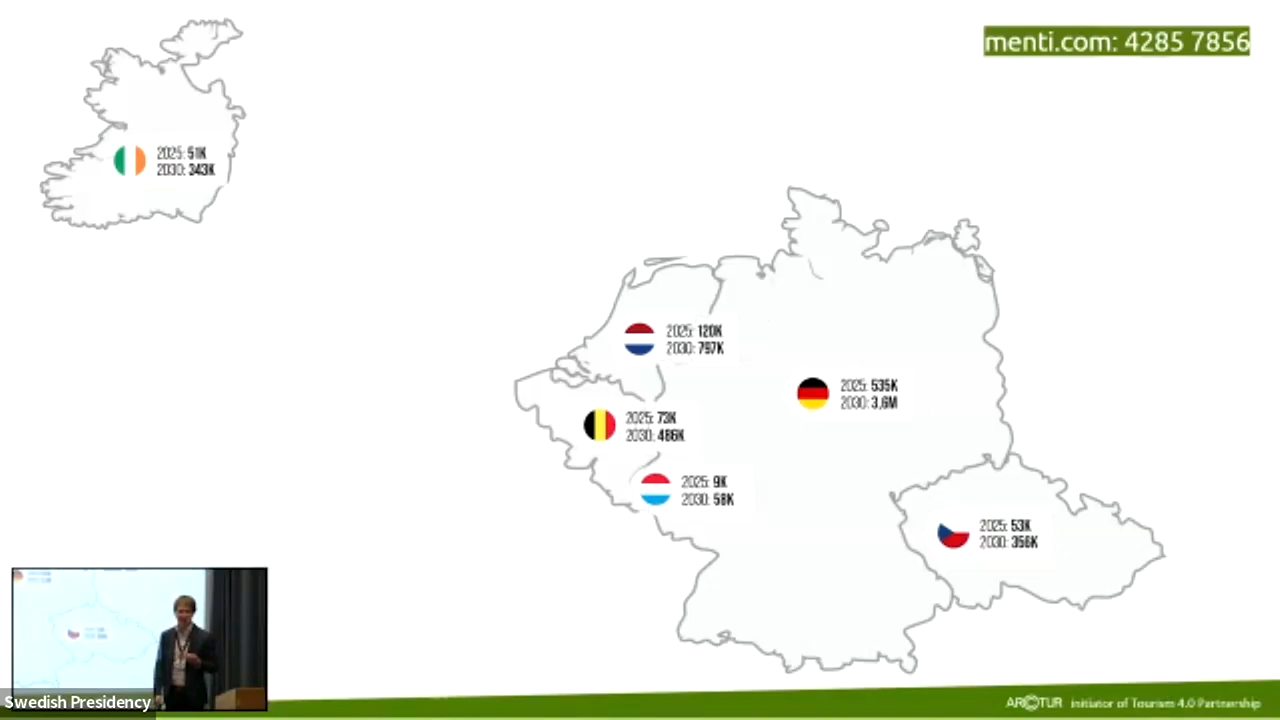 menti.com: 4285 7856
2025: 51K
2030: 343K
2025: 120K
2030: 797K
2025: 535K
2030: 3,6M
2025: 73K
2030: 486K
2025: 9K
2030: 58K
2025: 53K
2030: 356K
Swedish Presidency
ARCTUR initiator of Tourism 4.0 Partnership